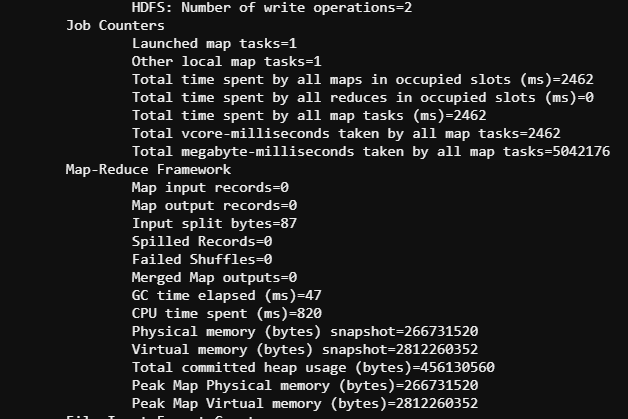 HDFS: Number of write operations=2
Job Counters
Launched map tasks=1
Other local map tasks=1
Total time spent by all maps in occupied slots (ms)=2462
Total time spent by all reduces in occupied slots (ms)=0
Total time spent by all map tasks (ms)=2462
Total vcore-milliseconds taken by all map tasks=2462
Total megabyte-milliseconds taken by all map tasks=5042176
Map-Reduce Framework
Map input records=0
Map output records=0
Input split bytes=87
Spilled Records=0
Failed Shuffles=0
Merged Map outputs=0
GC time elapsed (ms)=47
CPU time spent (ms)=820
Physical memory (bytes) snapshot=266731520
Virtual memory (bytes) snapshot=2812260352
Total committed heap usage (bytes)=456130560
Peak Map Physical memory (bytes)=266731520
Peak Map Virtual memory (bytes)=2812260352